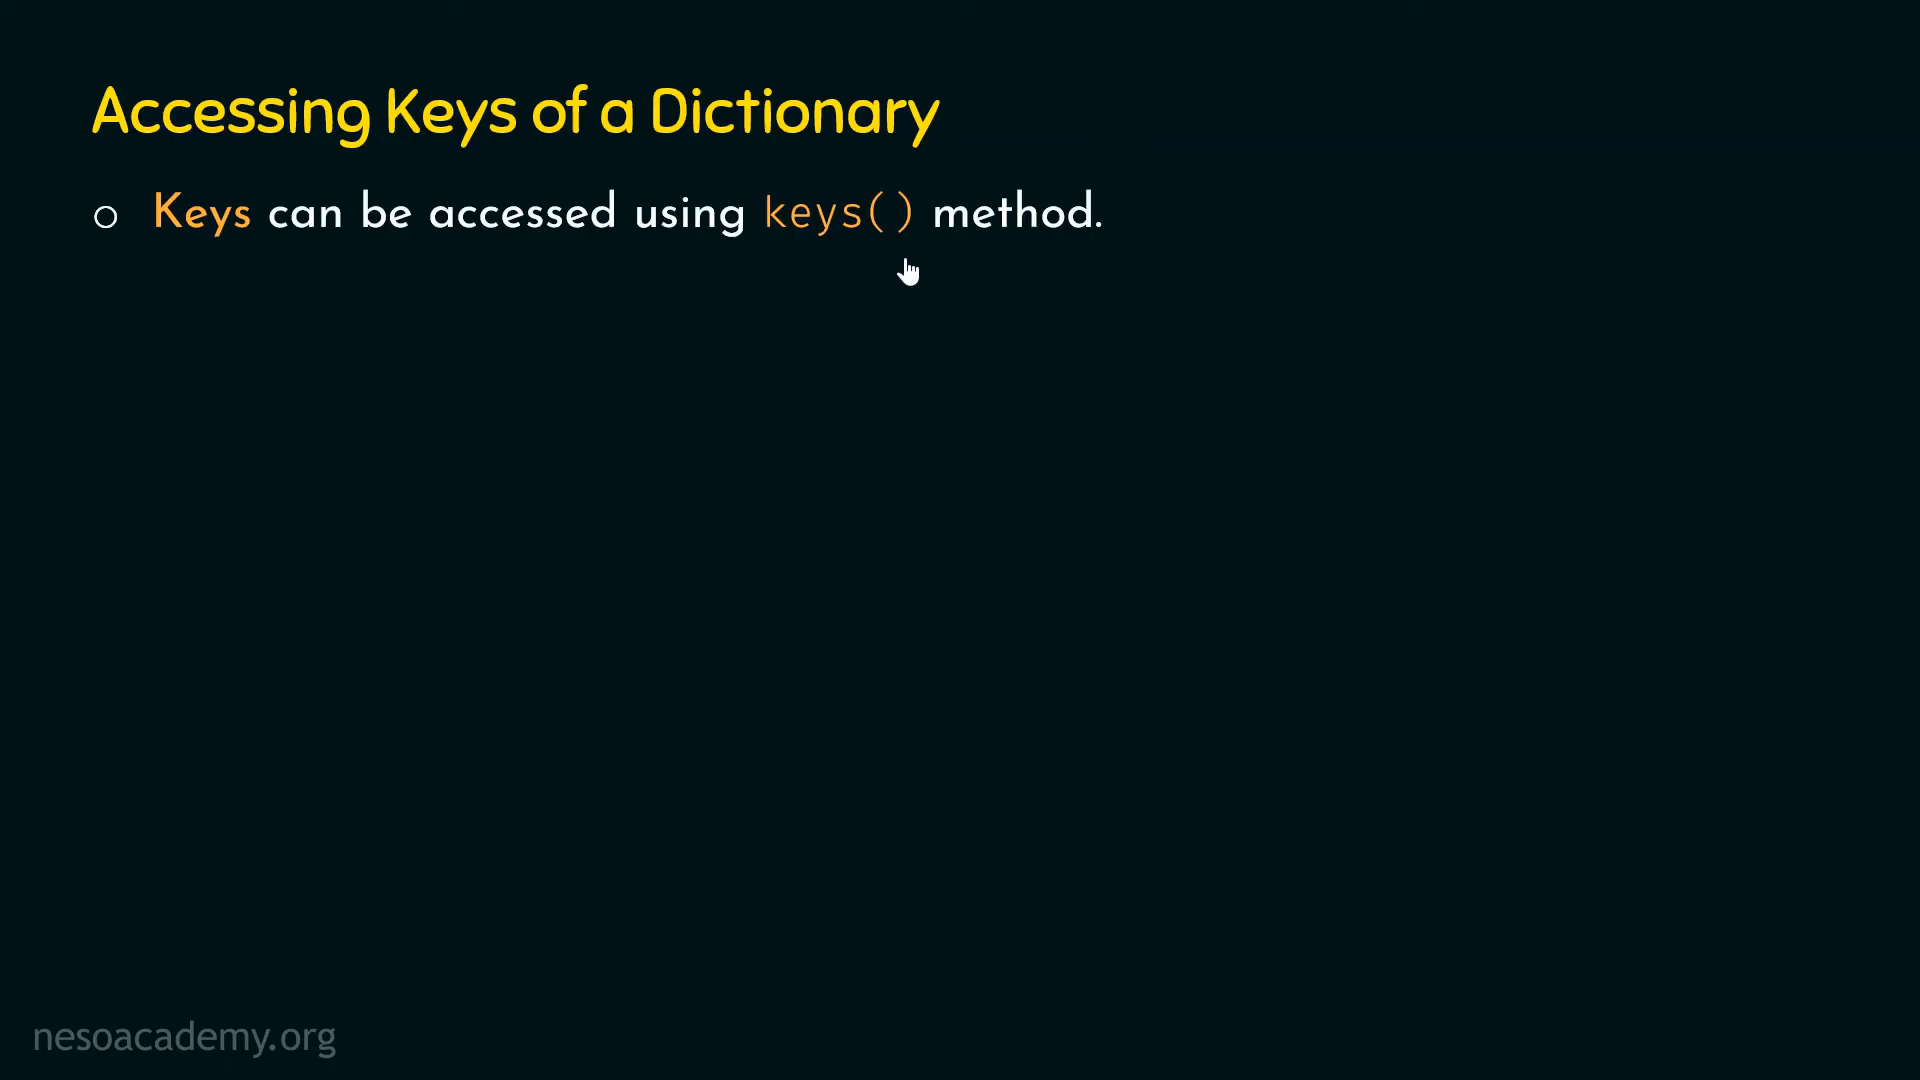 Accessing Keys of a Dictionary
○ Keys can be accessed using keys() method.
nesoacademy.org